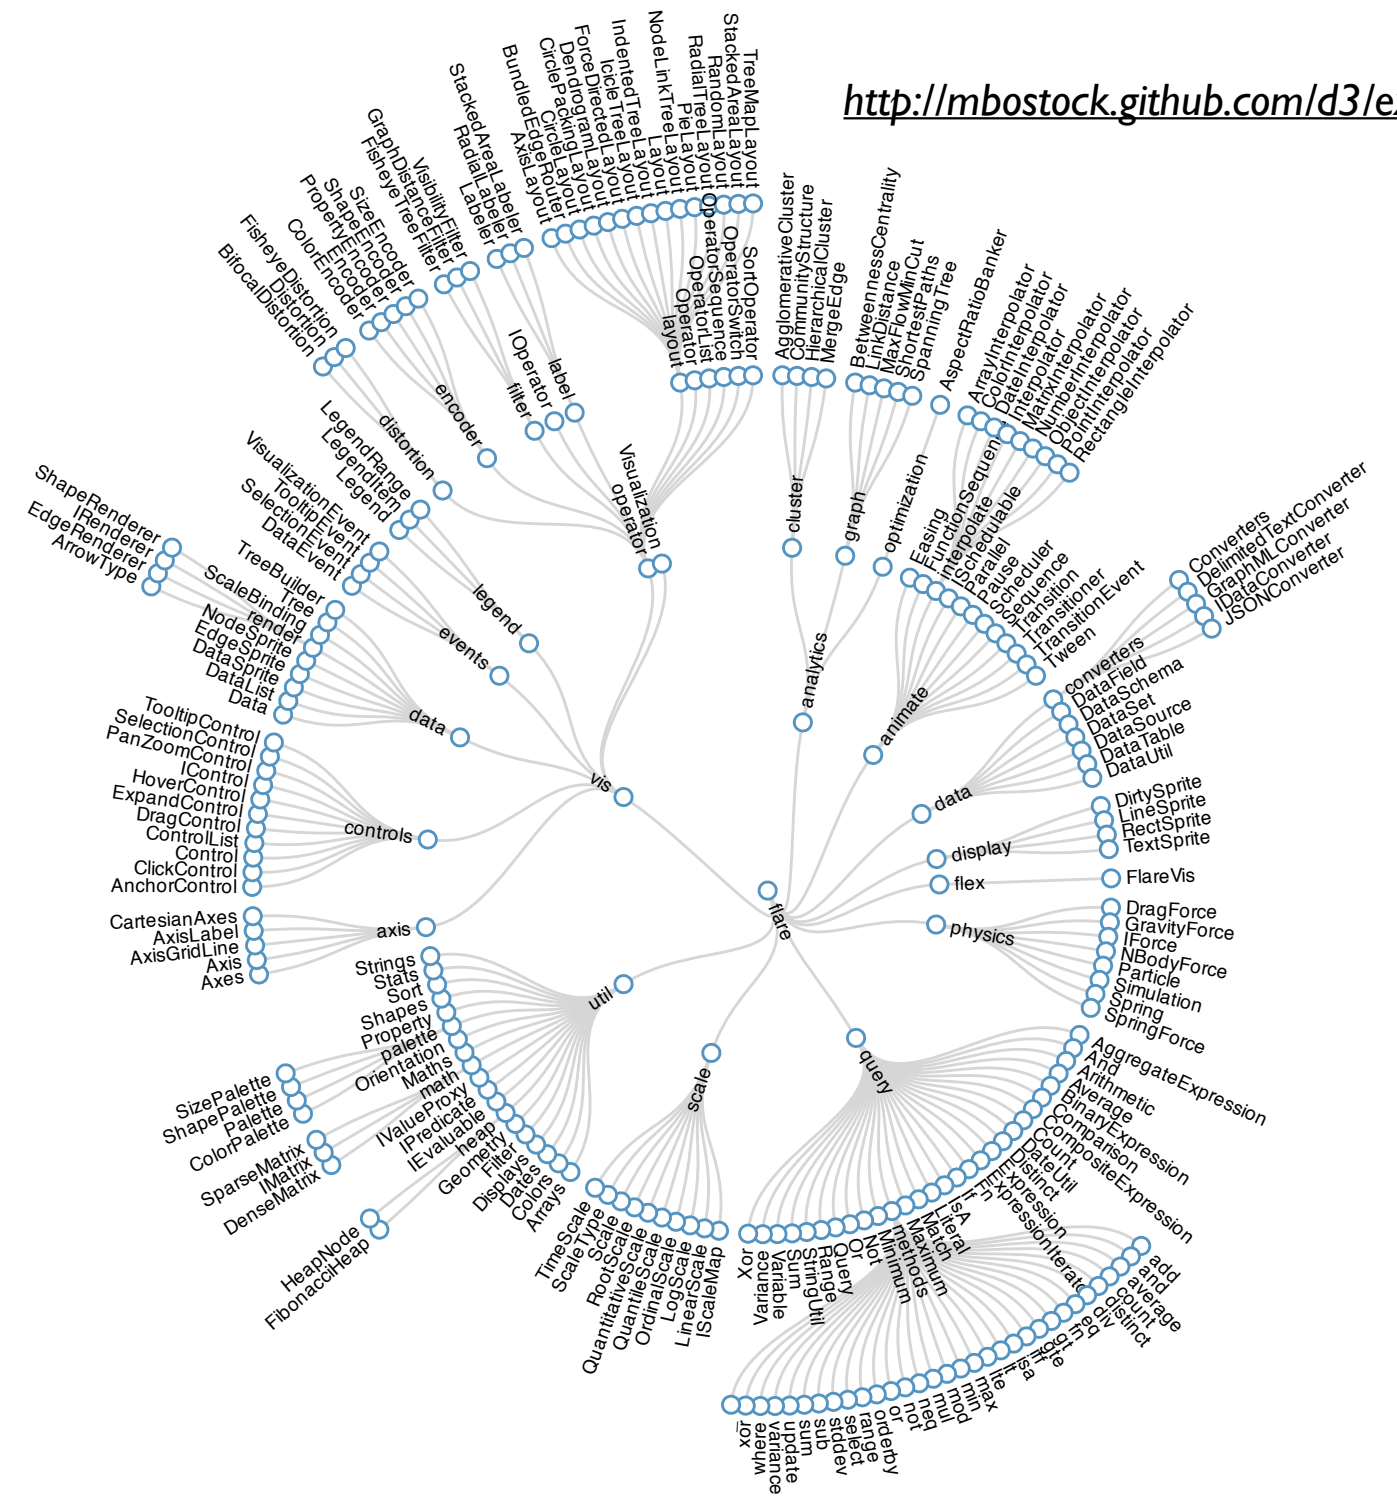 http://mbostock.github.com/d3/e
flare
analytics
cluster
AgglomerativeCluster
CommunityStructure
HierarchicalCluster
MergeEdge
graph
BetweennessCentrality
LinkDistance
MaxFlowMinCut
ShortestPaths
SpanningTree
optimization
AspectRatioBanker
animate
Easing
FunctionSequence
interpolate
ArrayInterpolator
ColorInterpolator
DateInterpolator
Interpolator
MatrixInterpolator
NumberInterpolator
ObjectInterpolator
PointInterpolator
RectangleInterpolator
ISchedulable
Parallel
Pause
Scheduler
Sequence
Transition
Transitioner
TransitionEvent
Tween
data
converters
Converters
DelimitedTextConverter
GraphMLConverter
IDataConverter
JSONConverter
DataField
DataSchema
DataSet
DataSource
DataTable
DataUtil
display
DirtySprite
LineSprite
RectSprite
TextSprite
flex
FlareVis
physics
DragForce
GravityForce
IForce
NBodyForce
Particle
Simulation
Spring
SpringForce
query
AggregateExpression
And
Arithmetic
Average
BinaryExpression
Comparison
CompositeExpression
Count
DateUtil
Distinct
Expression
ExpressionIterator
Fn
If
IsA
Literal
Match
Maximum
methods
add
and
average
count
distinct
div
eq
fn
gt
gte
iff
isa
lt
lte
max
min
mod
mul
neq
not
or
orderby
range
select
stddev
sub
sum
update
variance
where
_xor
Minimum
Not
Or
Query
Range
StringUtil
Sum
Variable
Variance
Xor
scale
IScaleMap
LinearScale
LogScale
OrdinalScale
QuantileScale
QuantitativeScale
RootScale
Scale
ScaleType
TimeScale
util
Arrays
Colors
Dates
Displays
Filter
Geometry
heap
FibonacciHeap
HeapNode
IEvaluable
IPredicate
IValueProxy
math
DenseMatrix
IMatrix
SparseMatrix
Maths
Orientation
palette
ColorPalette
Palette
ShapePalette
SizePalette
Property
Shapes
Sort
Stats
Strings
vis
axis
Axes
Axis
AxisGridLine
AxisLabel
CartesianAxes
controls
AnchorControl
ClickControl
Control
ControlList
DragControl
ExpandControl
HoverControl
IControl
PanZoomControl
SelectionControl
TooltipControl
data
Data
DataList
DataSprite
EdgeSprite
NodeSprite
render
ArrowType
EdgeRenderer
IRenderer
ShapeRenderer
ScaleBinding
Tree
TreeBuilder
events
DataEvent
SelectionEvent
TooltipEvent
VisualizationEvent
legend
Legend
LegendItem
LegendRange
operator
distortion
BifocalDistortion
Distortion
FisheyeDistortion
encoder
ColorEncoder
Encoder
PropertyEncoder
ShapeEncoder
SizeEncoder
filter
FisheyeTreeFilter
GraphDistanceFilter
VisibilityFilter
IOperator
label
Labeler
RadialLabeler
StackedAreaLabeler
layout
AxisLayout
BundledEdgeRouter
CircleLayout
CirclePackingLayout
DendrogramLayout
ForceDirectedLayout
IcicleTreeLayout
IndentedTreeLayout
Layout
NodeLinkTreeLayout
PieLayout
RadialTreeLayout
RandomLayout
StackedAreaLayout
TreeMapLayout
Operator
OperatorList
OperatorSequence
OperatorSwitch
SortOperator
Visualization